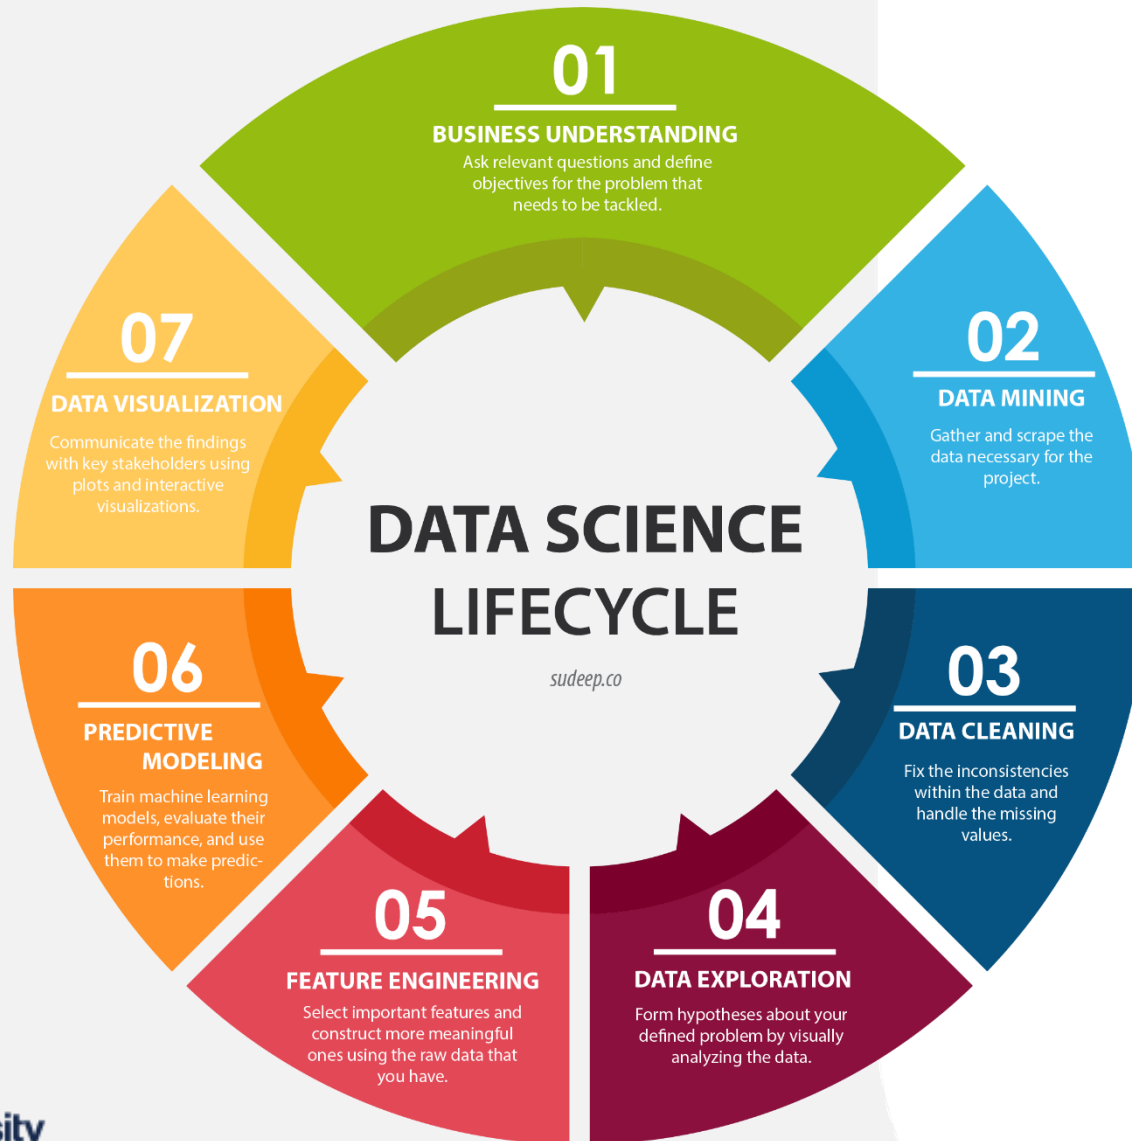 01
BUSINESS UNDERSTANDING
Ask relevant questions and define
objectives for the problem that
needs to be tackled.
02
DATA MINING
Gather and scrape the
data necessary for the
project.
03
DATA CLEANING
Fix the inconsistencies
within the data and
handle the missing
values.
04
DATA EXPLORATION
Form hypotheses about your
defined problem by visually
analyzing the data.
05
FEATURE ENGINEERING
Select important features and
construct more meaningful
ones using the raw data that
you have.
06
PREDICTIVE
MODELING
Train machine learning
models, evaluate their
performance, and use
them to make predic-
tions.
07
DATA VISUALIZATION
Communicate the findings
with key stakeholders using
plots and interactive
visualizations.
DATA SCIENCE
LIFECYCLE
sudeep.co